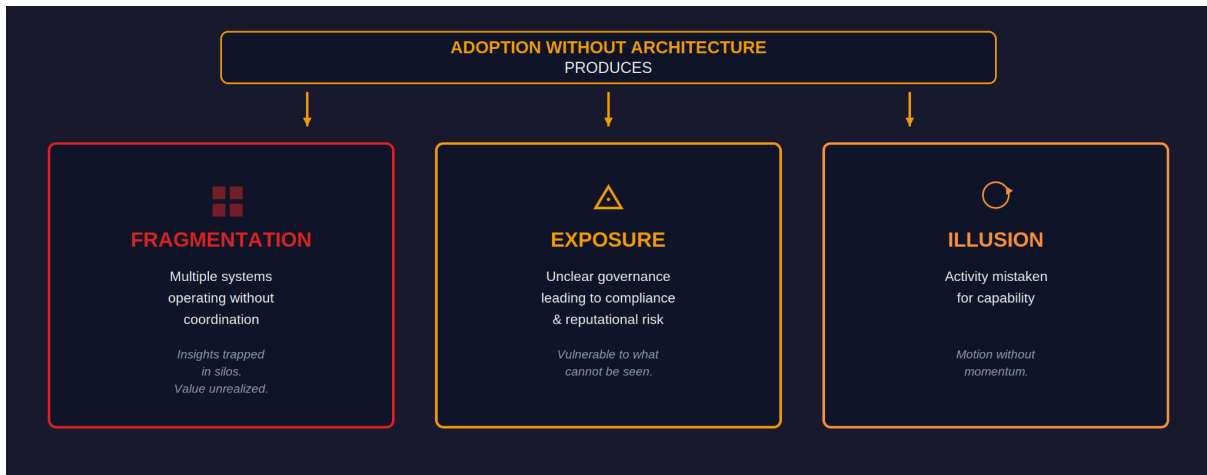 ADOPTION WITHOUT ARCHITECTURE
PRODUCES
FRAGMENTATION
Multiple systems
operating without
coordination
Insights trapped
in silos.
Value unrealized.
EXPOSURE
Unclear governance
leading to compliance
& reputational risk
Vulnerable to what
cannot be seen.
ILLUSION
Activity mistaken
for capability
Motion without
momentum.